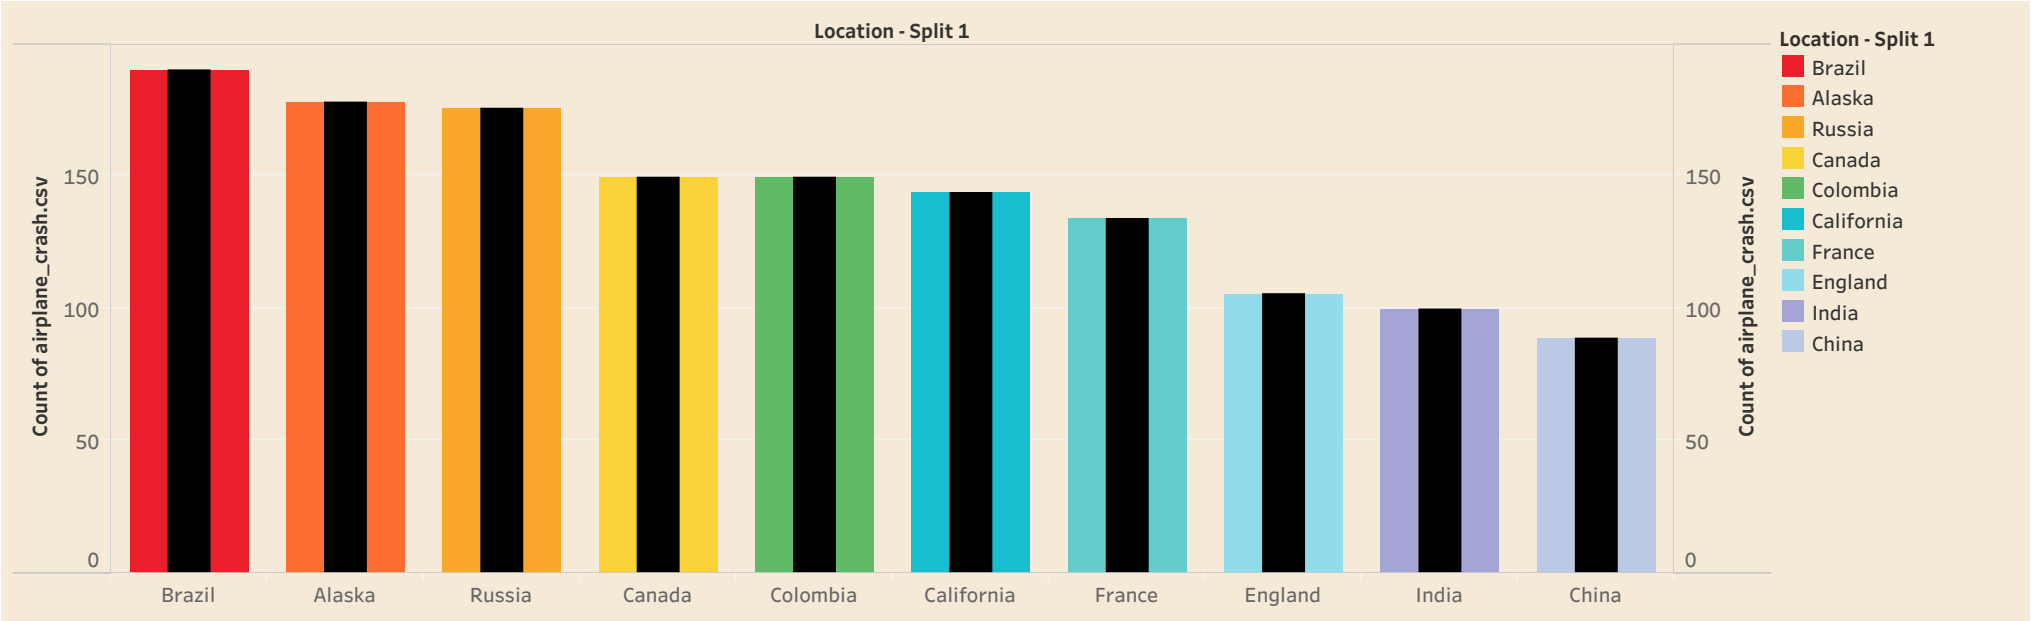 Location - Split 1
Count of airplane_crash.csv
150
100
50
0
Brazil
Alaska
Russia
Canada
Colombia
California
France
England
India
China
150
100
50
0
Count of airplane_crash.csv
Location - Split 1
Brazil
Alaska
Russia
Canada
Colombia
California
France
England
India
China